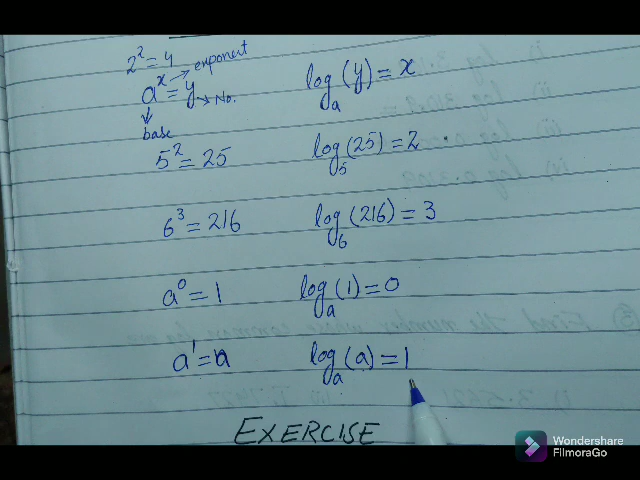 2² = 4
aˣ = y → exponent → No. log_a (y) = x
base
5² = 25 log_5 (25) = 2
6³ = 216 log_6 (216) = 3
a⁰ = 1 log_a (1) = 0
a¹ = a log_a (a) = 1
EXERCISE
Wondershare
FilmoraGo